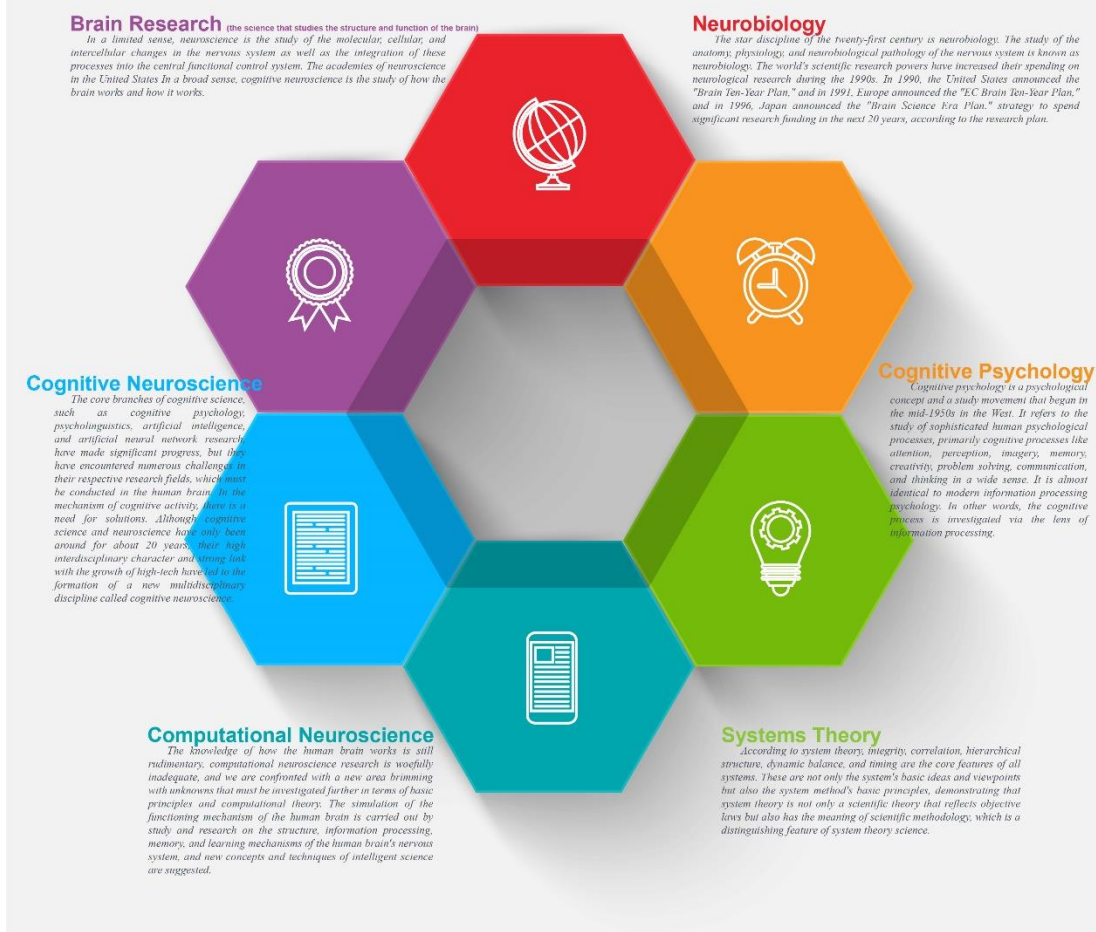 Brain Research (the science that studies the structure and function of the brain)
In a limited sense, neuroscience is the study of the molecular, cellular, and
intercellular changes in the nervous system as well as the integration of these
processes into the central functional control system. The academies of neuroscience
in the United States In a broad sense, cognitive neuroscience is the study of how the
brain works and how it works.
Neurobiology
The star discipline of the twenty-first century is neurobiology. The study of the
anatomy, physiology, and neurobiological pathology of the nervous system is known as
neurobiology. The world's scientific research powers have increased their spending on
neurological research during the 1990s. In 1990, the United States announced the
"Brain Ten-Year Plan," and in 1991, Europe announced the "EC Brain Ten-Year Plan,"
and in 1996, Japan announced the "Brain Science Era Plan." strategy to spend
significant research funding in the next 20 years, according to the research plan.
Cognitive Neuroscience
The core branches of cognitive science,
such as cognitive psychology,
psycholinguistics, artificial intelligence,
and artificial neural network research,
have made significant progress, but they
have encountered numerous challenges in
their respective research fields, which must
be conducted in the human brain. In the
mechanism of cognitive activity, there is a
need for solutions. Although cognitive
science and neuroscience have only been
around for about 20 years, their high
interdisciplinary character and strong link
with the growth of high-tech have led to the
formation of a new multidisciplinary
discipline called cognitive neuroscience.
Cognitive Psychology
Cognitive psychology is a psychological
concept and a study movement that began in
the mid-1950s in the West. It refers to the
study of sophisticated human psychological
processes, primarily cognitive processes like
attention, perception, imagery, memory,
creativity, problem solving, communication,
and thinking in a wide sense. It is almost
identical to modern information processing
psychology. In other words, the cognitive
process is investigated via the lens of
information processing.
Computational Neuroscience
The knowledge of how the human brain works is still
rudimentary, computational neuroscience research is woefully
inadequate, and we are confronted with a new area brimming
with unknowns that must be investigated further in terms of basic
principles and computational theory. The simulation of the
functioning mechanism of the human brain is carried out by
study and research on the structure, information processing,
memory, and learning mechanisms of the human brain's nervous
system, and new concepts and techniques of intelligent science
are suggested.
Systems Theory
According to system theory, integrity, correlation, hierarchical
structure, dynamic balance, and timing are the core features of all
systems. These are not only the system's basic ideas and viewpoints
but also the system method's basic principles, demonstrating that
system theory is not only a scientific theory that reflects objective
laws but also has the meaning of scientific methodology, which is a
distinguishing feature of system theory science.